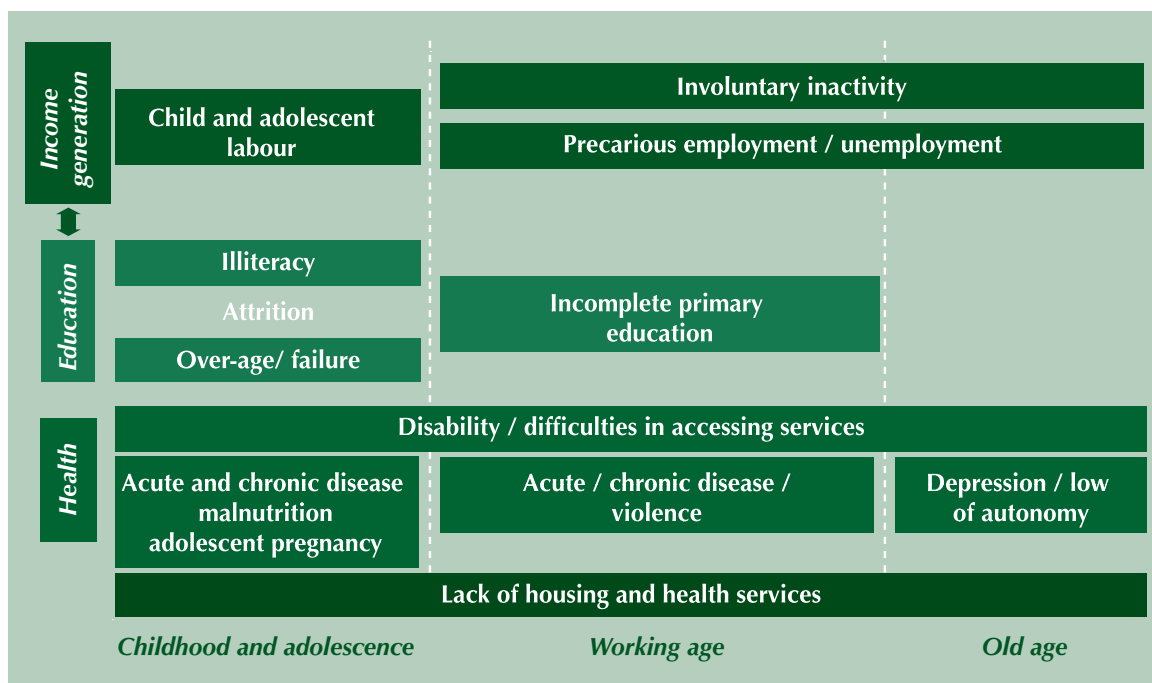 Income
generation
Child and adolescent
labour
Involuntary inactivity
Precarious employment / unemployment
Education
Illiteracy
Attrition
Over-age/ failure
Incomplete primary
education
Health
Disability / difficulties in accessing services
Acute and chronic disease
malnutrition
adolescent pregnancy
Acute / chronic disease /
violence
Depression / low
of autonomy
Lack of housing and health services
Childhood and adolescence
Working age
Old age